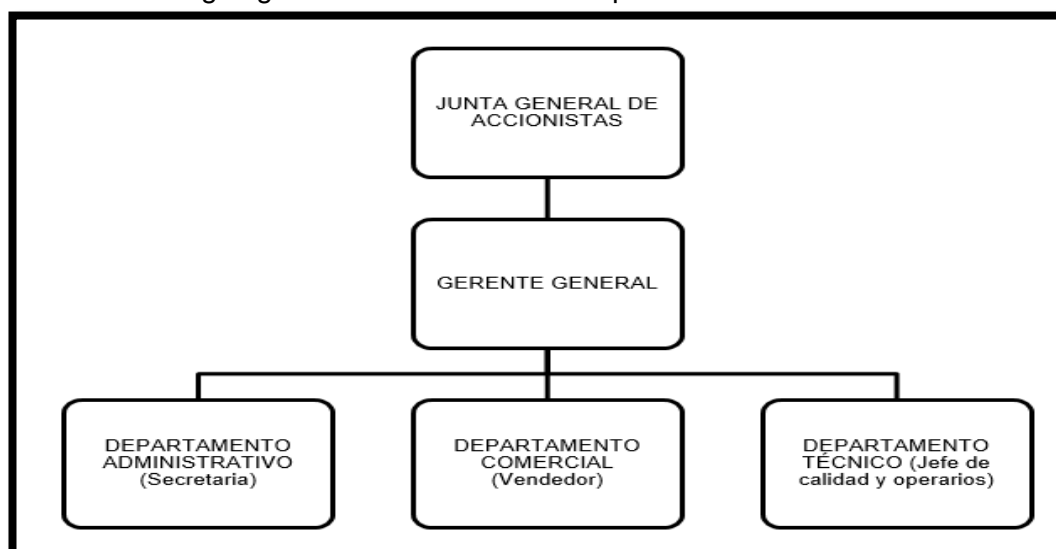 JUNTA GENERAL DE
ACCIONISTAS
GERENTE GENERAL
DEPARTAMENTO
ADMINISTRATIVO
(Secretaria)
DEPARTAMENTO
COMERCIAL
(Vendedor)
DEPARTAMENTO
TÉCNICO (Jefe de
calidad y operarios)